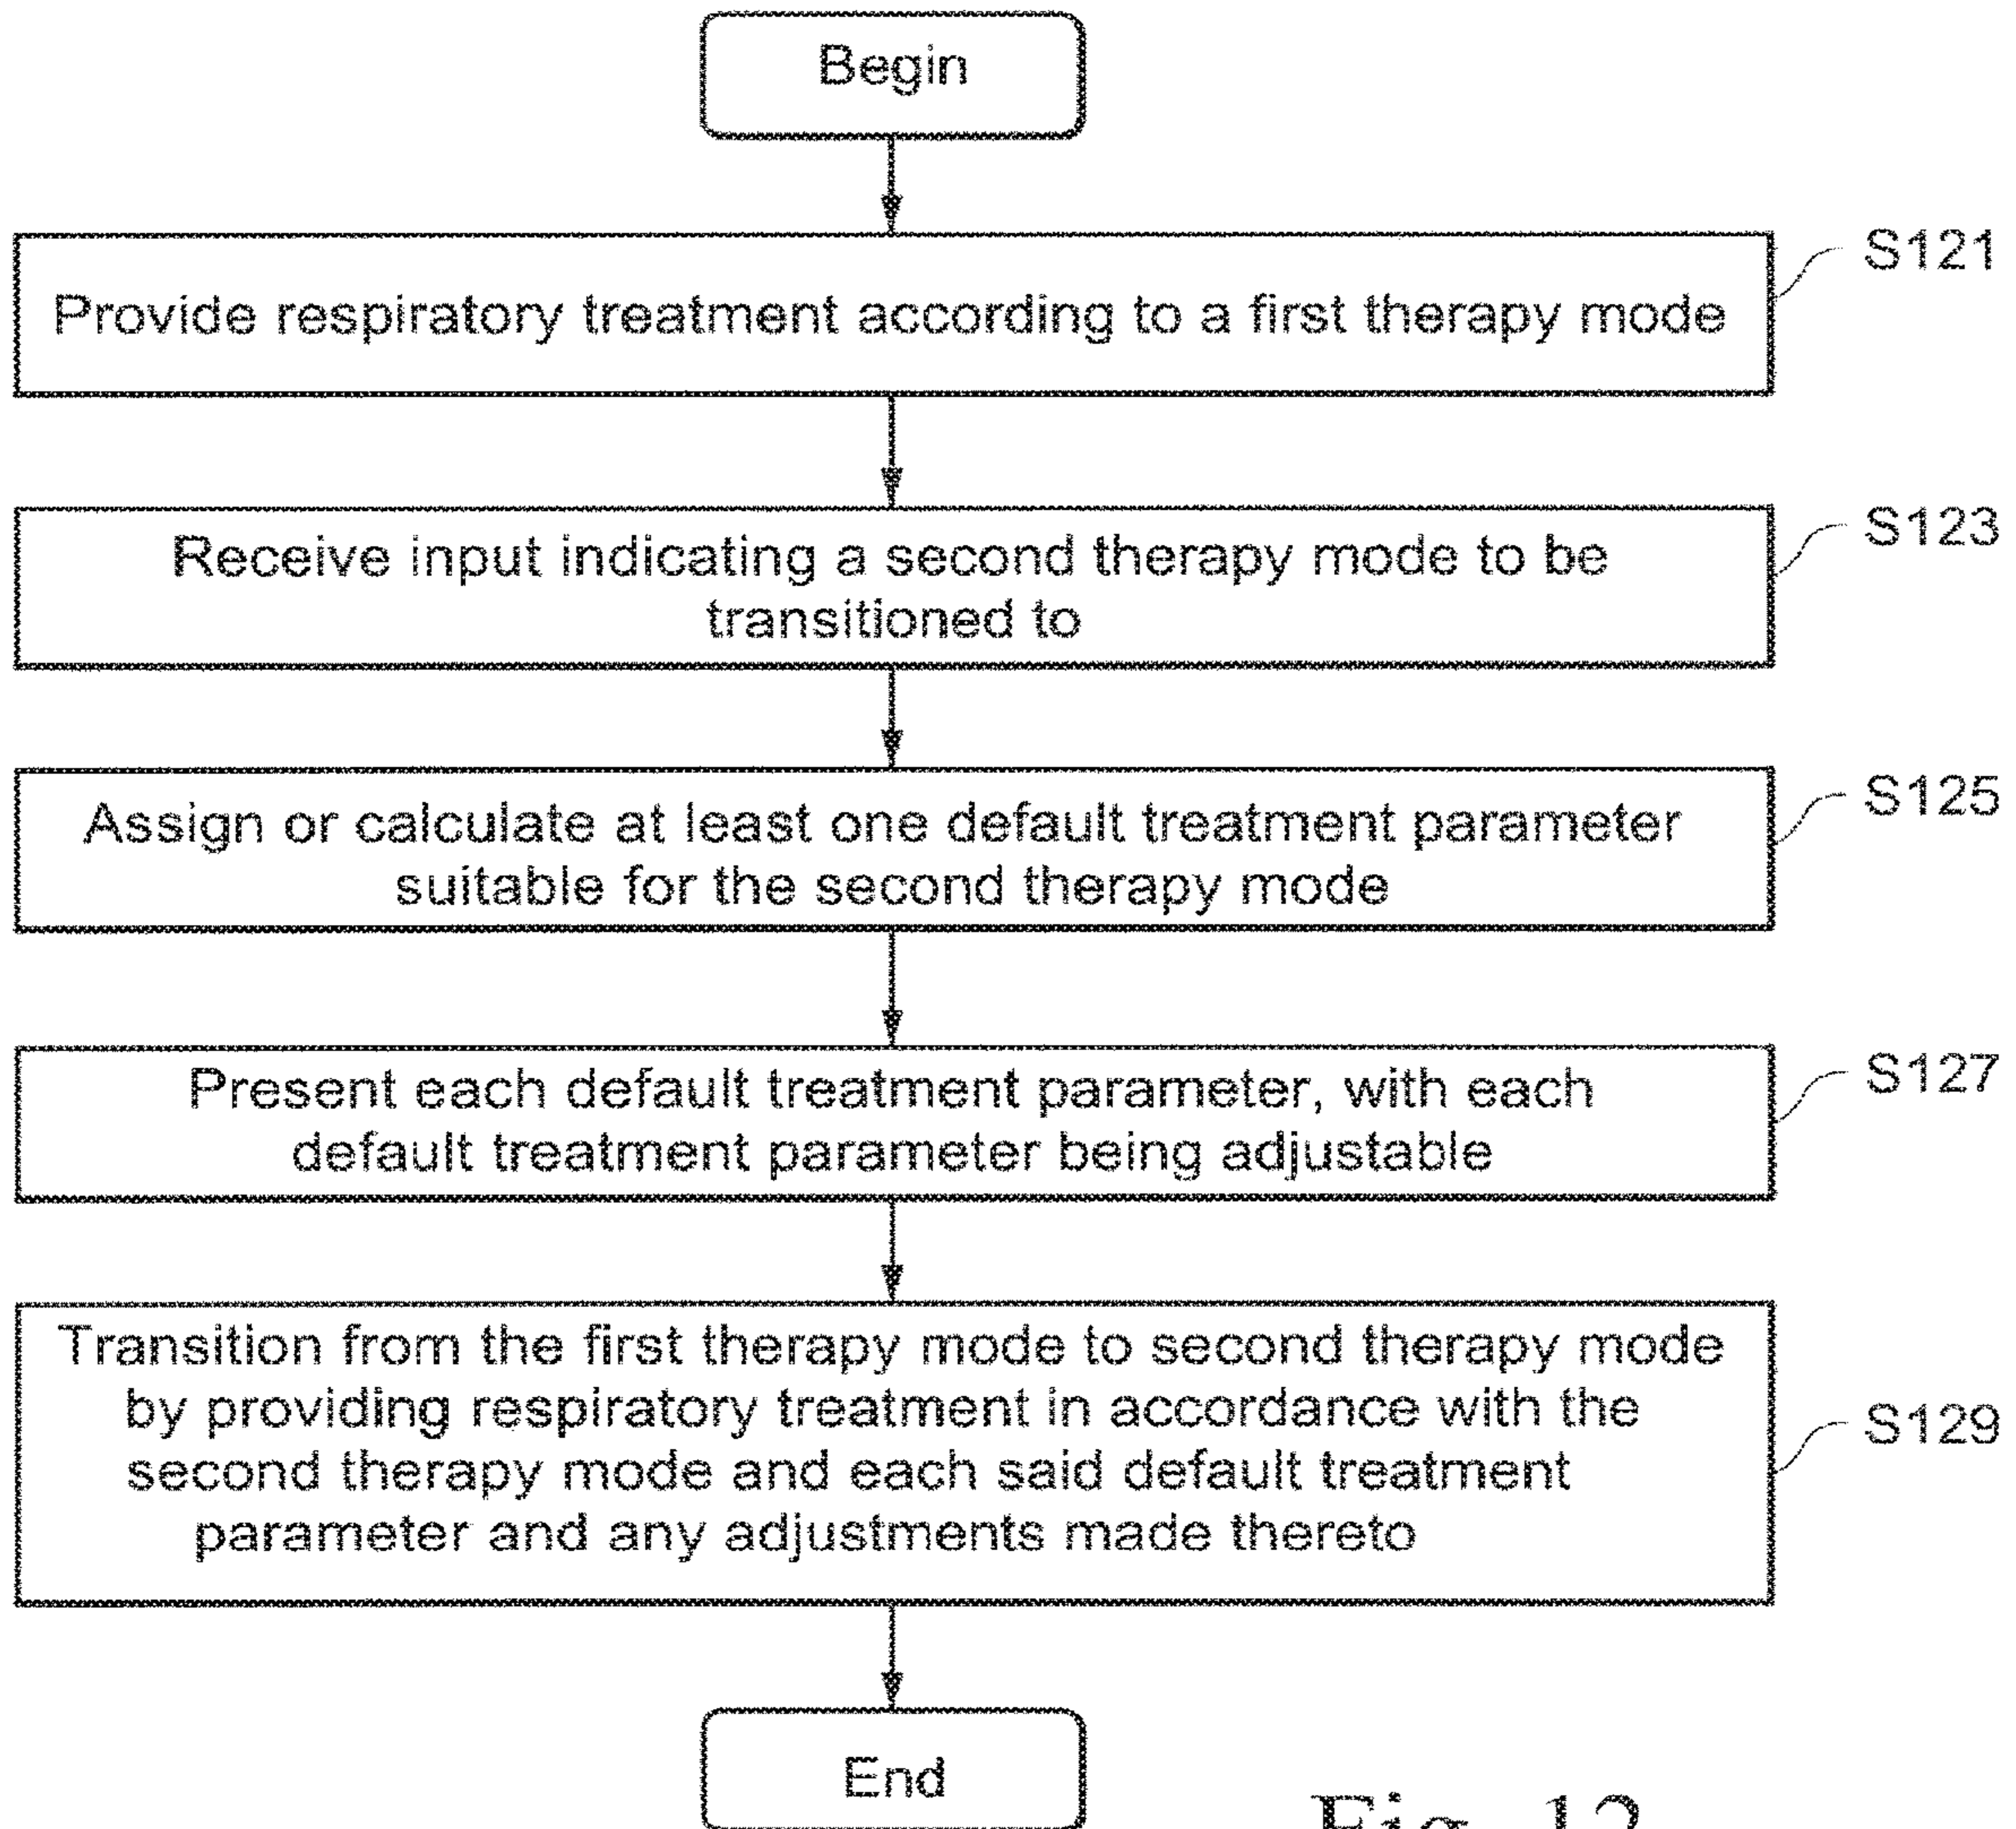 Begin
Provide respiratory treatment according to a first therapy mode
S121
Receive input indicating a second therapy mode to be
transitioned to
S123
Assign or calculate at least one default treatment parameter
suitable for the second therapy mode
S125
Present each default treatment parameter, with each
default treatment parameter being adjustable
S127
Transition from the first therapy mode to second therapy mode
by providing respiratory treatment in accordance with the
second therapy mode and each said default treatment
parameter and any adjustments made thereto
S129
End
Fig. 12